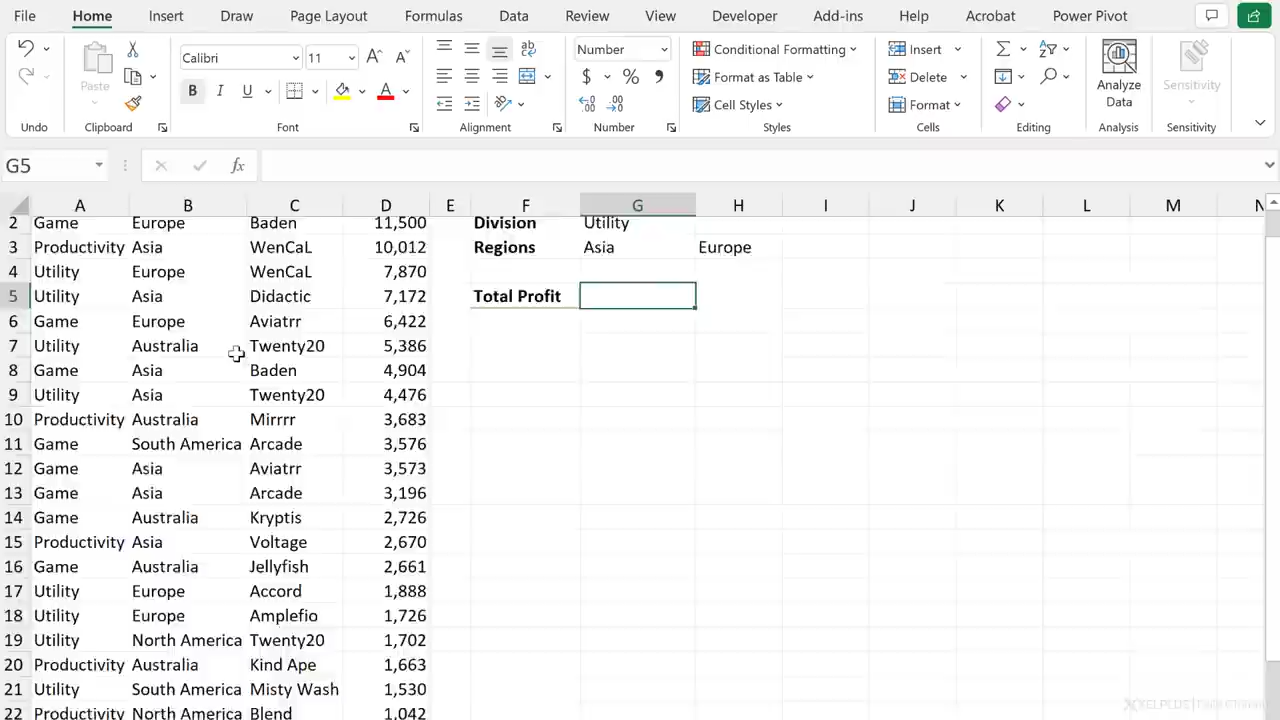 File Home Insert Draw Page Layout Formulas Data Review View Developer Add-ins Help Acrobat Power Pivot
Calibri 11 Number Conditional Formatting Insert
Paste B I U A $ % , Format as Table Delete Analyze Data Sensitivity
Cell Styles Format
Undo Clipboard Font Alignment Number Styles Cells Editing Analysis Sensitivity
G5 fx
A B C D E F G H I J K L M N
2 Game Europe Baden 11,500 Division Utility
3 Productivity Asia WenCaL 10,012 Regions Asia Europe
4 Utility Europe WenCaL 7,870
5 Utility Asia Didactic 7,172 Total Profit
6 Game Europe Aviatrr 6,422
7 Utility Australia Twenty20 5,386
8 Game Asia Baden 4,904
9 Utility Asia Twenty20 4,476
10 Productivity Australia Mirrrr 3,683
11 Game South America Arcade 3,576
12 Game Asia Aviatrr 3,573
13 Game Asia Arcade 3,196
14 Game Australia Kryptis 2,726
15 Productivity Asia Voltage 2,670
16 Game Australia Jellyfish 2,661
17 Utility Europe Accord 1,888
18 Utility Europe Amplefio 1,726
19 Utility North America Twenty20 1,702
20 Productivity Australia Kind Ape 1,663
21 Utility South America Misty Wash 1,530
22 Productivity North America Blend 1,042